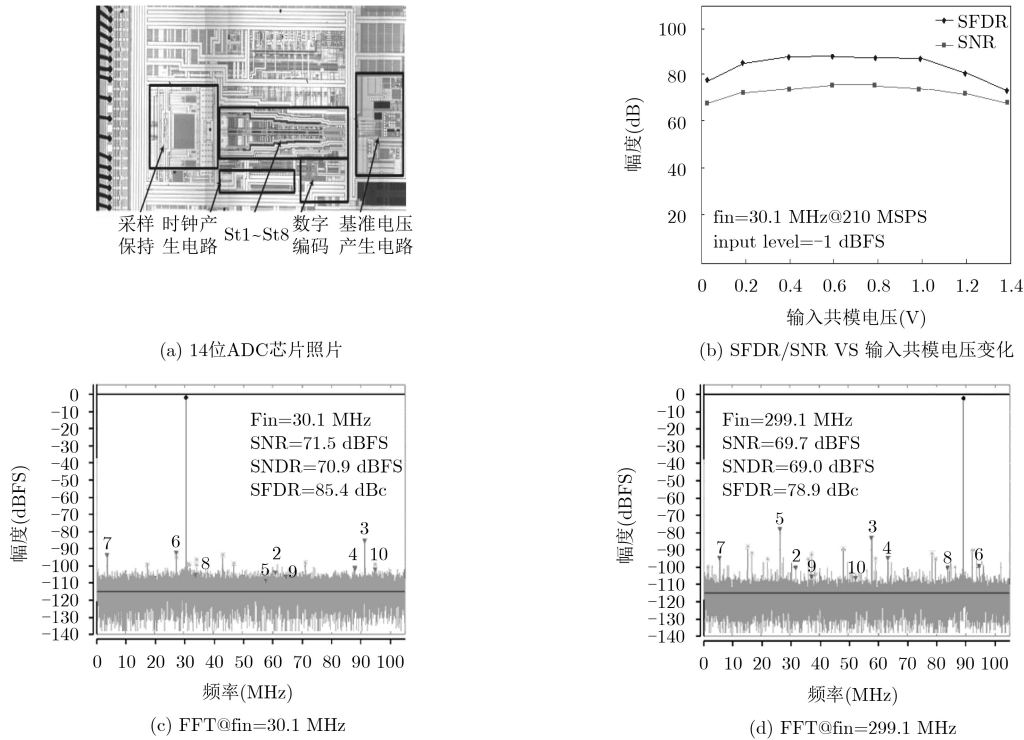 采样 时钟产 St1~St8 数字 基准电压
保持 生电路 编码 产生电路
(a) 14位ADC芯片照片
幅度(dB)
100
80
60
40
20
SFDR
SNR
fin=30.1 MHz@210 MSPS
input level=−1 dBFS
0 0.2 0.4 0.6 0.8 1.0 1.2 1.4
输入共模电压(V)
(b) SFDR/SNR VS 输入共模电压变化
幅度(dBFS)
0
−10
−20
−30
−40
−50
−60
−70
−80
−90
−100
−110
−120
−130
−140
Fin=30.1 MHz
SNR=71.5 dBFS
SNDR=70.9 dBFS
SFDR=85.4 dBc
7 6 8 5 2 9 4 3 10
0 10 20 30 40 50 60 70 80 90 100
频率(MHz)
(c) FFT@fin=30.1 MHz
幅度(dBFS)
0
−10
−20
−30
−40
−50
−60
−70
−80
−90
−100
−110
−120
−130
−140
Fin=299.1 MHz
SNR=69.7 dBFS
SNDR=69.0 dBFS
SFDR=78.9 dBc
7 5 2 9 10 3 4 8 6
0 10 20 30 40 50 60 70 80 90 100
频率(MHz)
(d) FFT@fin=299.1 MHz